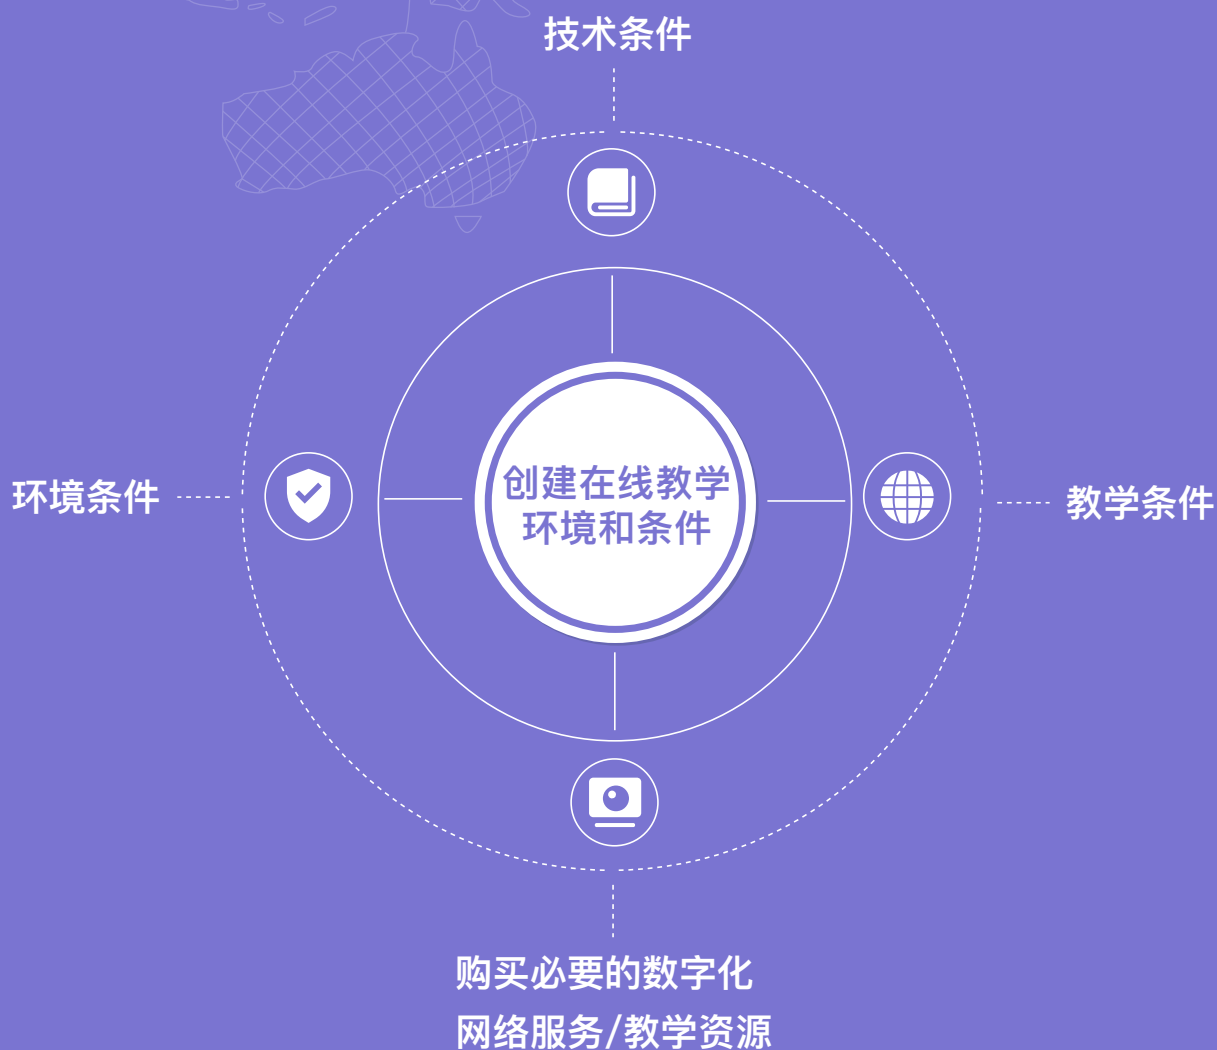 技术条件
环境条件
创建在线教学
环境和条件
教学条件
购买必要的数字化
网络服务/教学资源